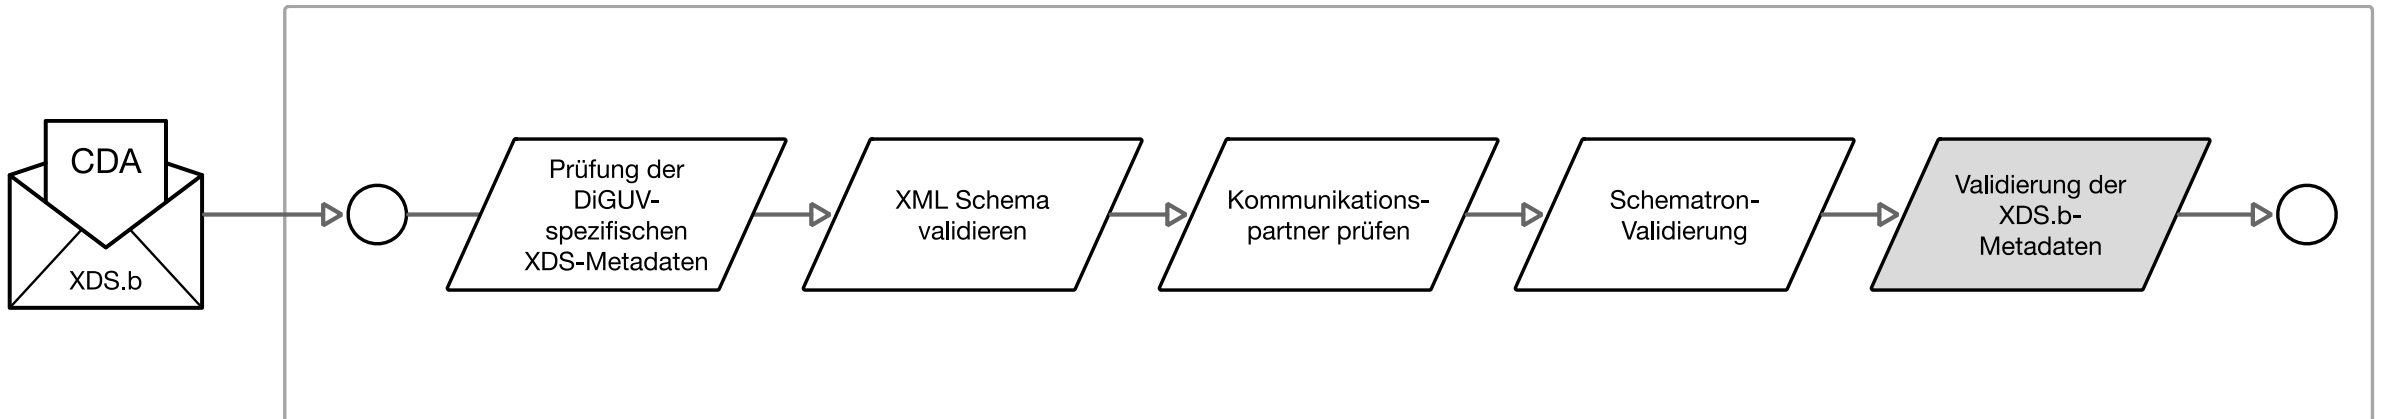 CDA
XDS.b
Prüfung der
DiGUV-
spezifischen
XDS-Metadaten
XML Schema
validieren
Kommunikations-
partner prüfen
Schematron-
Validierung
Validierung der
XDS.b-
Metadaten